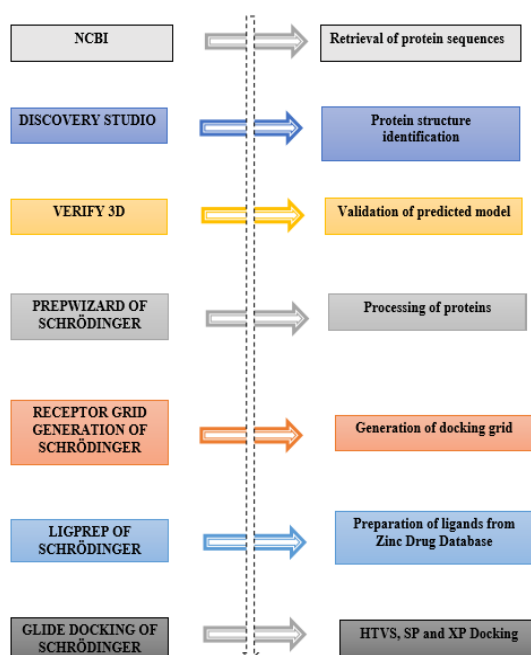 NCBI
Retrieval of protein sequences
DISCOVERY STUDIO
Protein structure
identification
VERIFY 3D
Validation of predicted model
PREPWIZARD OF
SCHRÖDINGER
Processing of proteins
RECEPTOR GRID
GENERATION OF
SCHRÖDINGER
Generation of docking grid
LIGPREP OF
SCHRÖDINGER
Preparation of ligands from
Zinc Drug Database
GLIDE DOCKING OF
SCHRÖDINGER
HTVS, SP and XP Docking